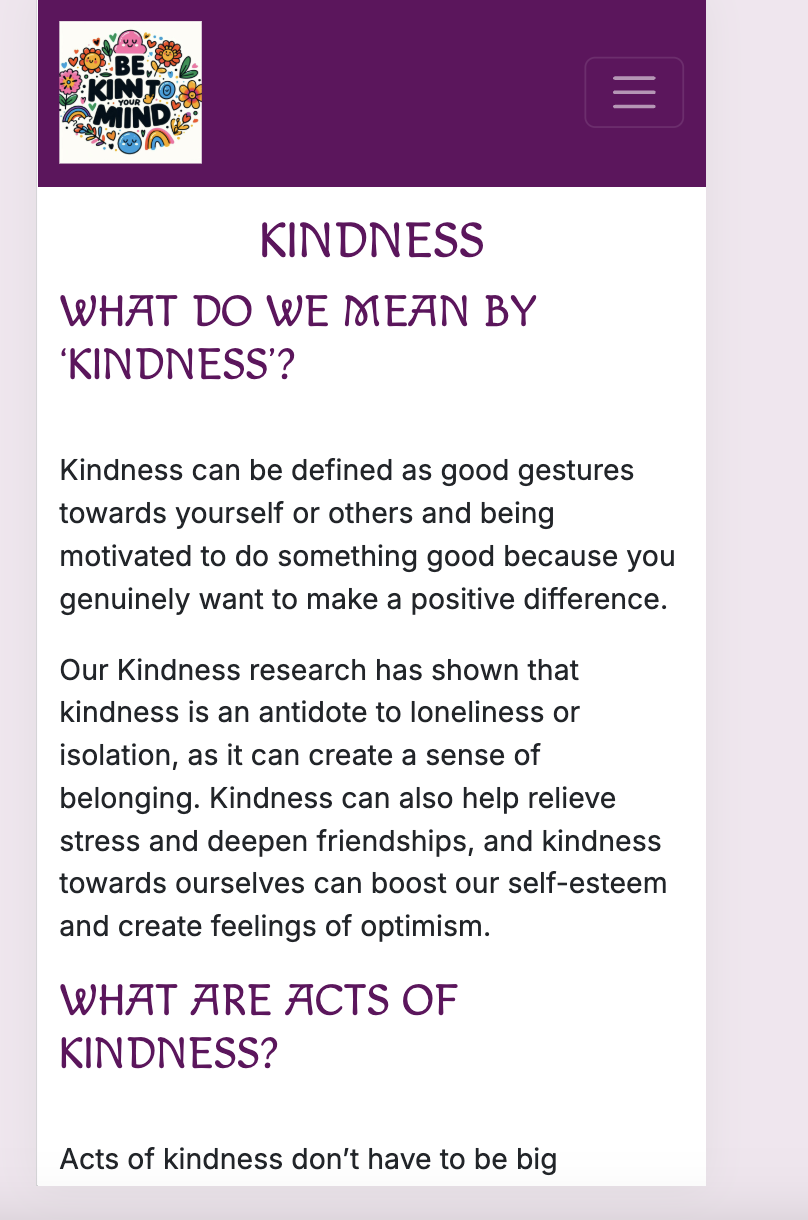 BE
KINN TO
YOUR
MIIND
KINDNESS
WHAT DO WE MEAN BY
‘KINDNESS’?
Kindness can be defined as good gestures
towards yourself or others and being
motivated to do something good because you
genuinely want to make a positive difference.
Our Kindness research has shown that
kindness is an antidote to loneliness or
isolation, as it can create a sense of
belonging. Kindness can also help relieve
stress and deepen friendships, and kindness
towards ourselves can boost our self-esteem
and create feelings of optimism.
WHAT ARE ACTS OF
KINDNESS?
Acts of kindness don’t have to be big